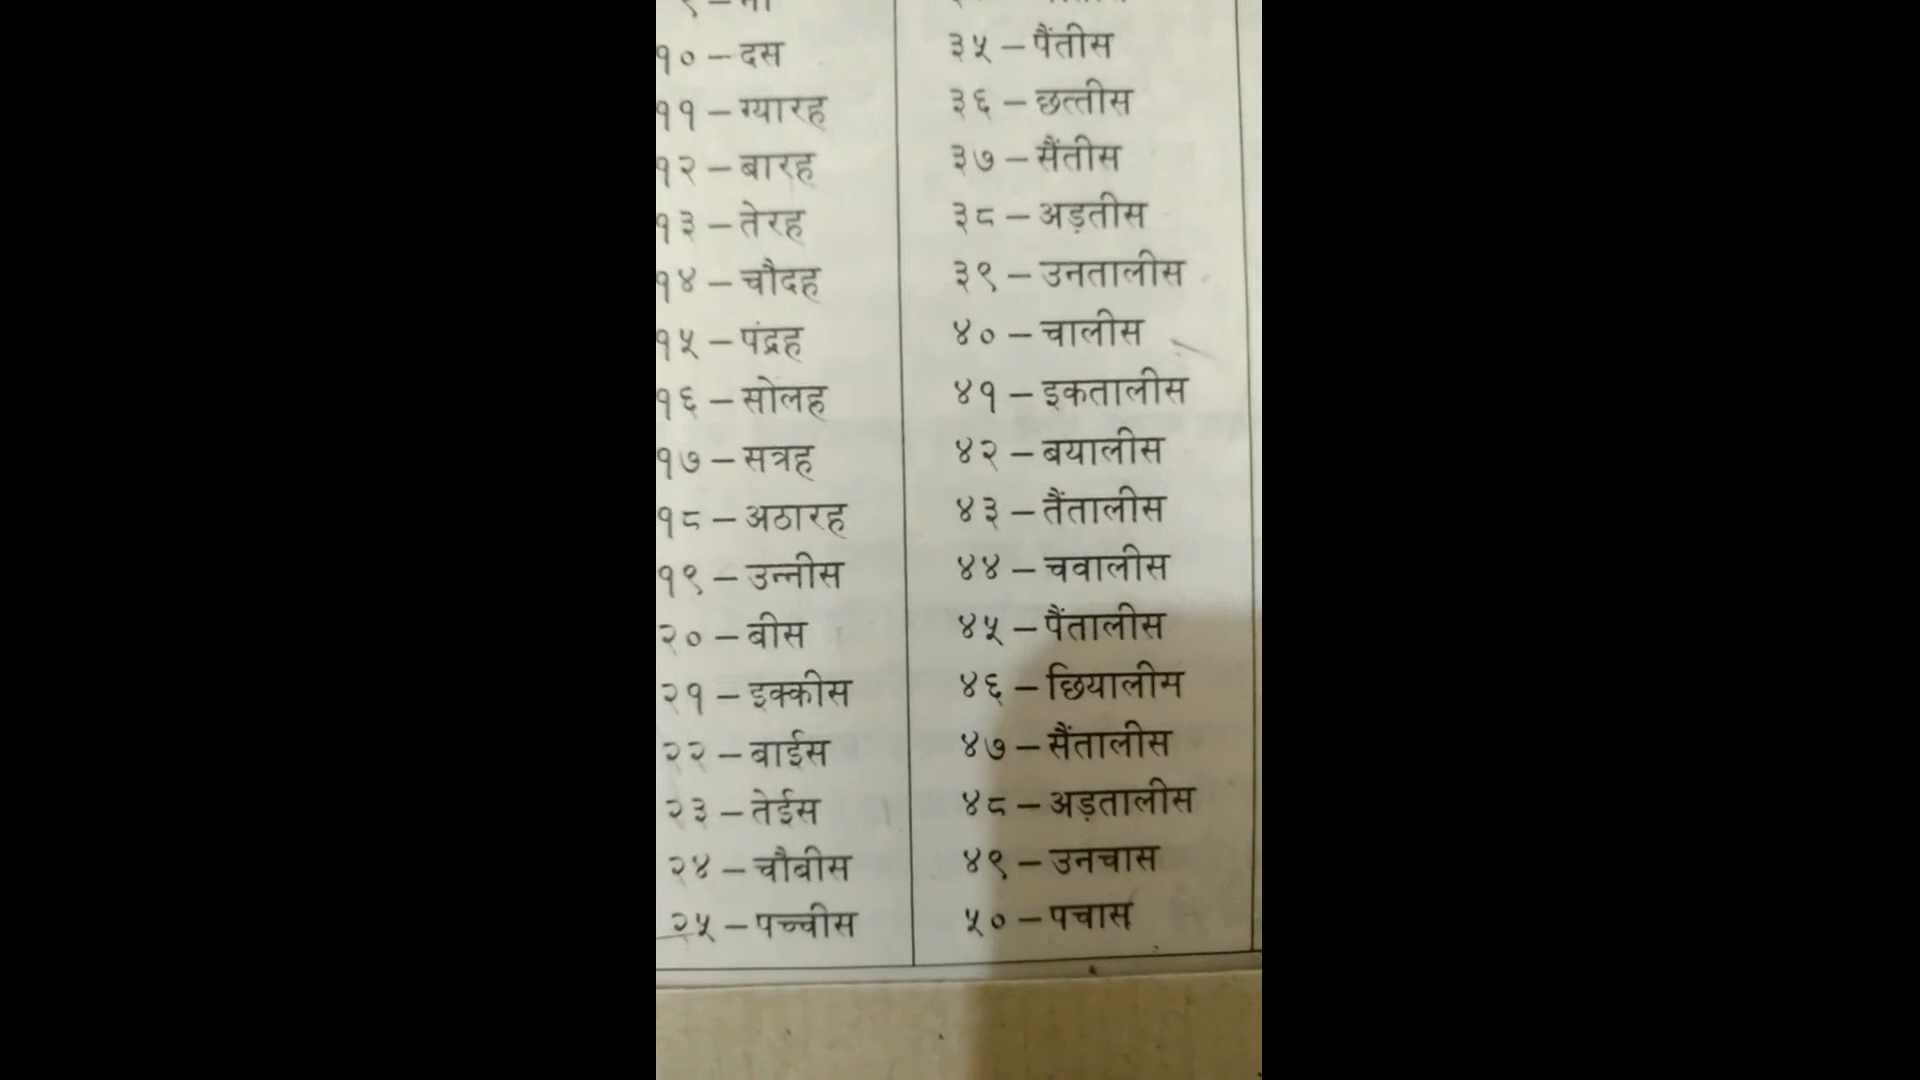 १० – दस
११ – ग्यारह
१२ – बारह
१३ – तेरह
१४ – चौदह
१५ – पंद्रह
१६ – सोलह
१७ – सत्रह
१८ – अठारह
१९ – उन्नीस
२० – बीस
२१ – इक्कीस
२२ – बाईस
२३ – तेईस
२४ – चौबीस
२५ – पच्चीस
३५ – पैंतीस
३६ – छत्तीस
३७ – सैंतीस
३८ – अड़तीस
३९ – उनतालीस
४० – चालीस
४१ – इकतालीस
४२ – बयालीस
४३ – तैंतालीस
४४ – चवालीस
४५ – पैंतालीस
४६ – छियालीस
४७ – सैंतालीस
४८ – अड़तालीस
४९ – उनचास
५० – पचास